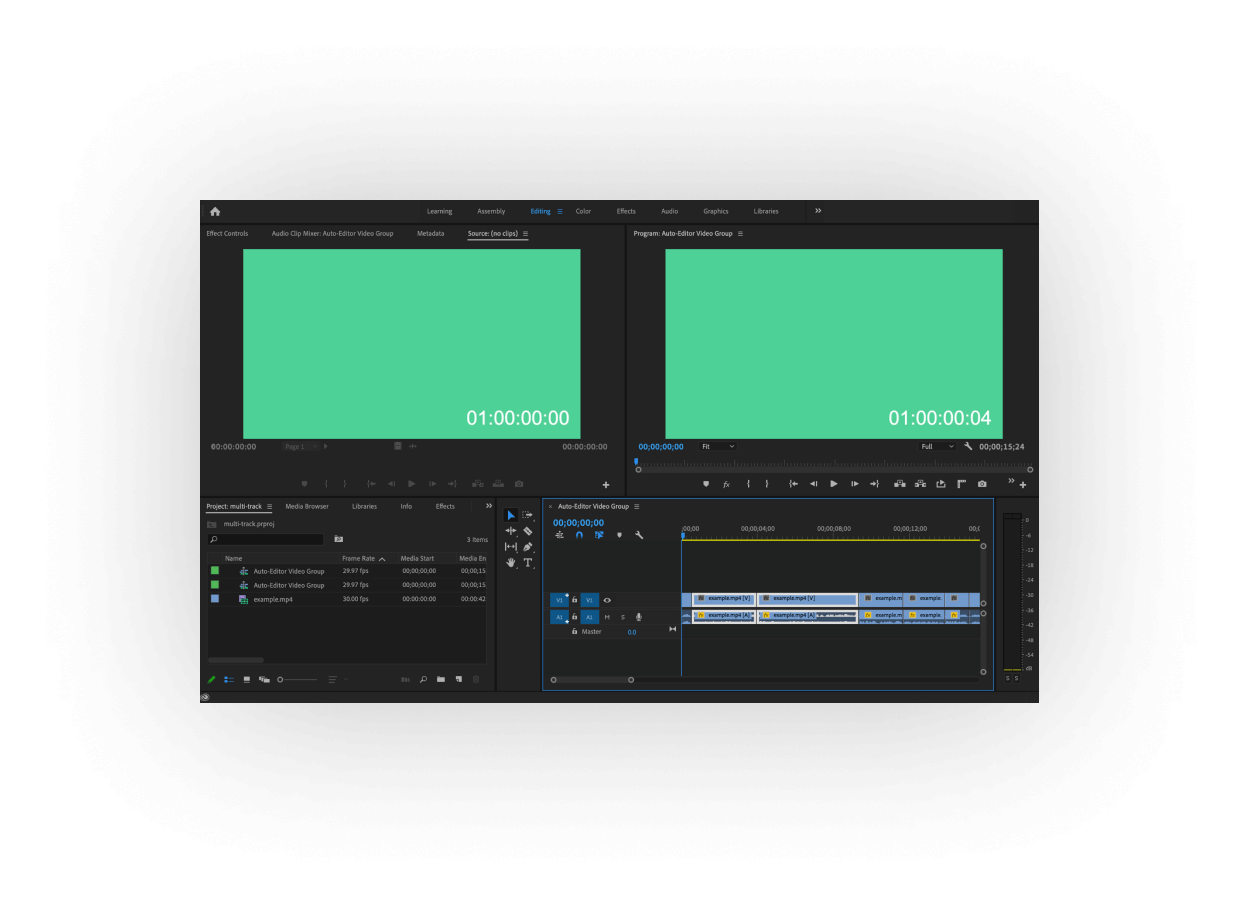 Learning Assembly Editing Color Effects Audio Graphics Libraries
Effect Controls Audio Clip Mixer: Auto-Editor Video Group Metadata Source: (no clips)
01:00:00:00
00:00:00:00 Page 1 00:00:00:00
Program: Auto-Editor Video Group
01:00:00:04
00;00;00;00 Fit Full 00;00;15;24
fx
Project: multi-track Media Browser Libraries Info Effects
multi-track.prproj
3 Items
Name Frame Rate Media Start Media En
Auto-Editor Video Group 29.97 fps 00;00;00;00 00;00;15
Auto-Editor Video Group 29.97 fps 00;00;00;00 00;00;15
example.mp4 30.00 fps 00:00:00:00 00:00:42
× Auto-Editor Video Group
00;00;00;00
;00;00 00;00;04;00 00;00;08;00 00;00;12;00 00;(
V1 V1 example.mp4 [V] example.mp4 [V] example.m example.
A1 A1 M S example.mp4 [A] example.mp4 [A] example.m example.
Master 0.0
0
-6
-12
-18
-24
-30
-36
-42
-48
-54
dB
S S